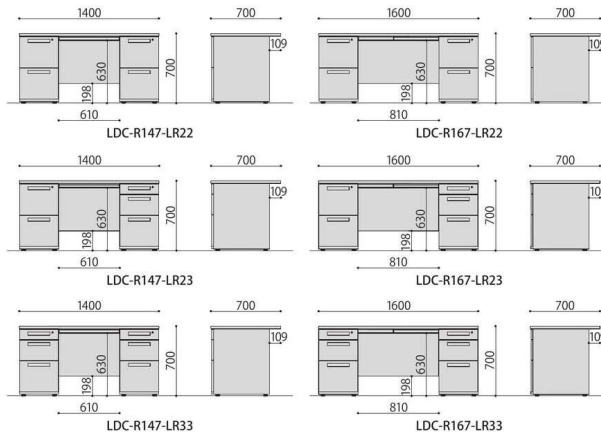 1400 700 1600 700
109 109
630 700 630 700
198 198
610 810
LDC-R147-LR22 LDC-R167-LR22
1400 700 1600 700
109 10
630 700 630 700
198 198
610 810
LDC-R147-LR23 LDC-R167-LR23
1400 700 1600 700
109 109
630 700 630 700
198 198
610 810
LDC-R147-LR33 LDC-R167-LR33